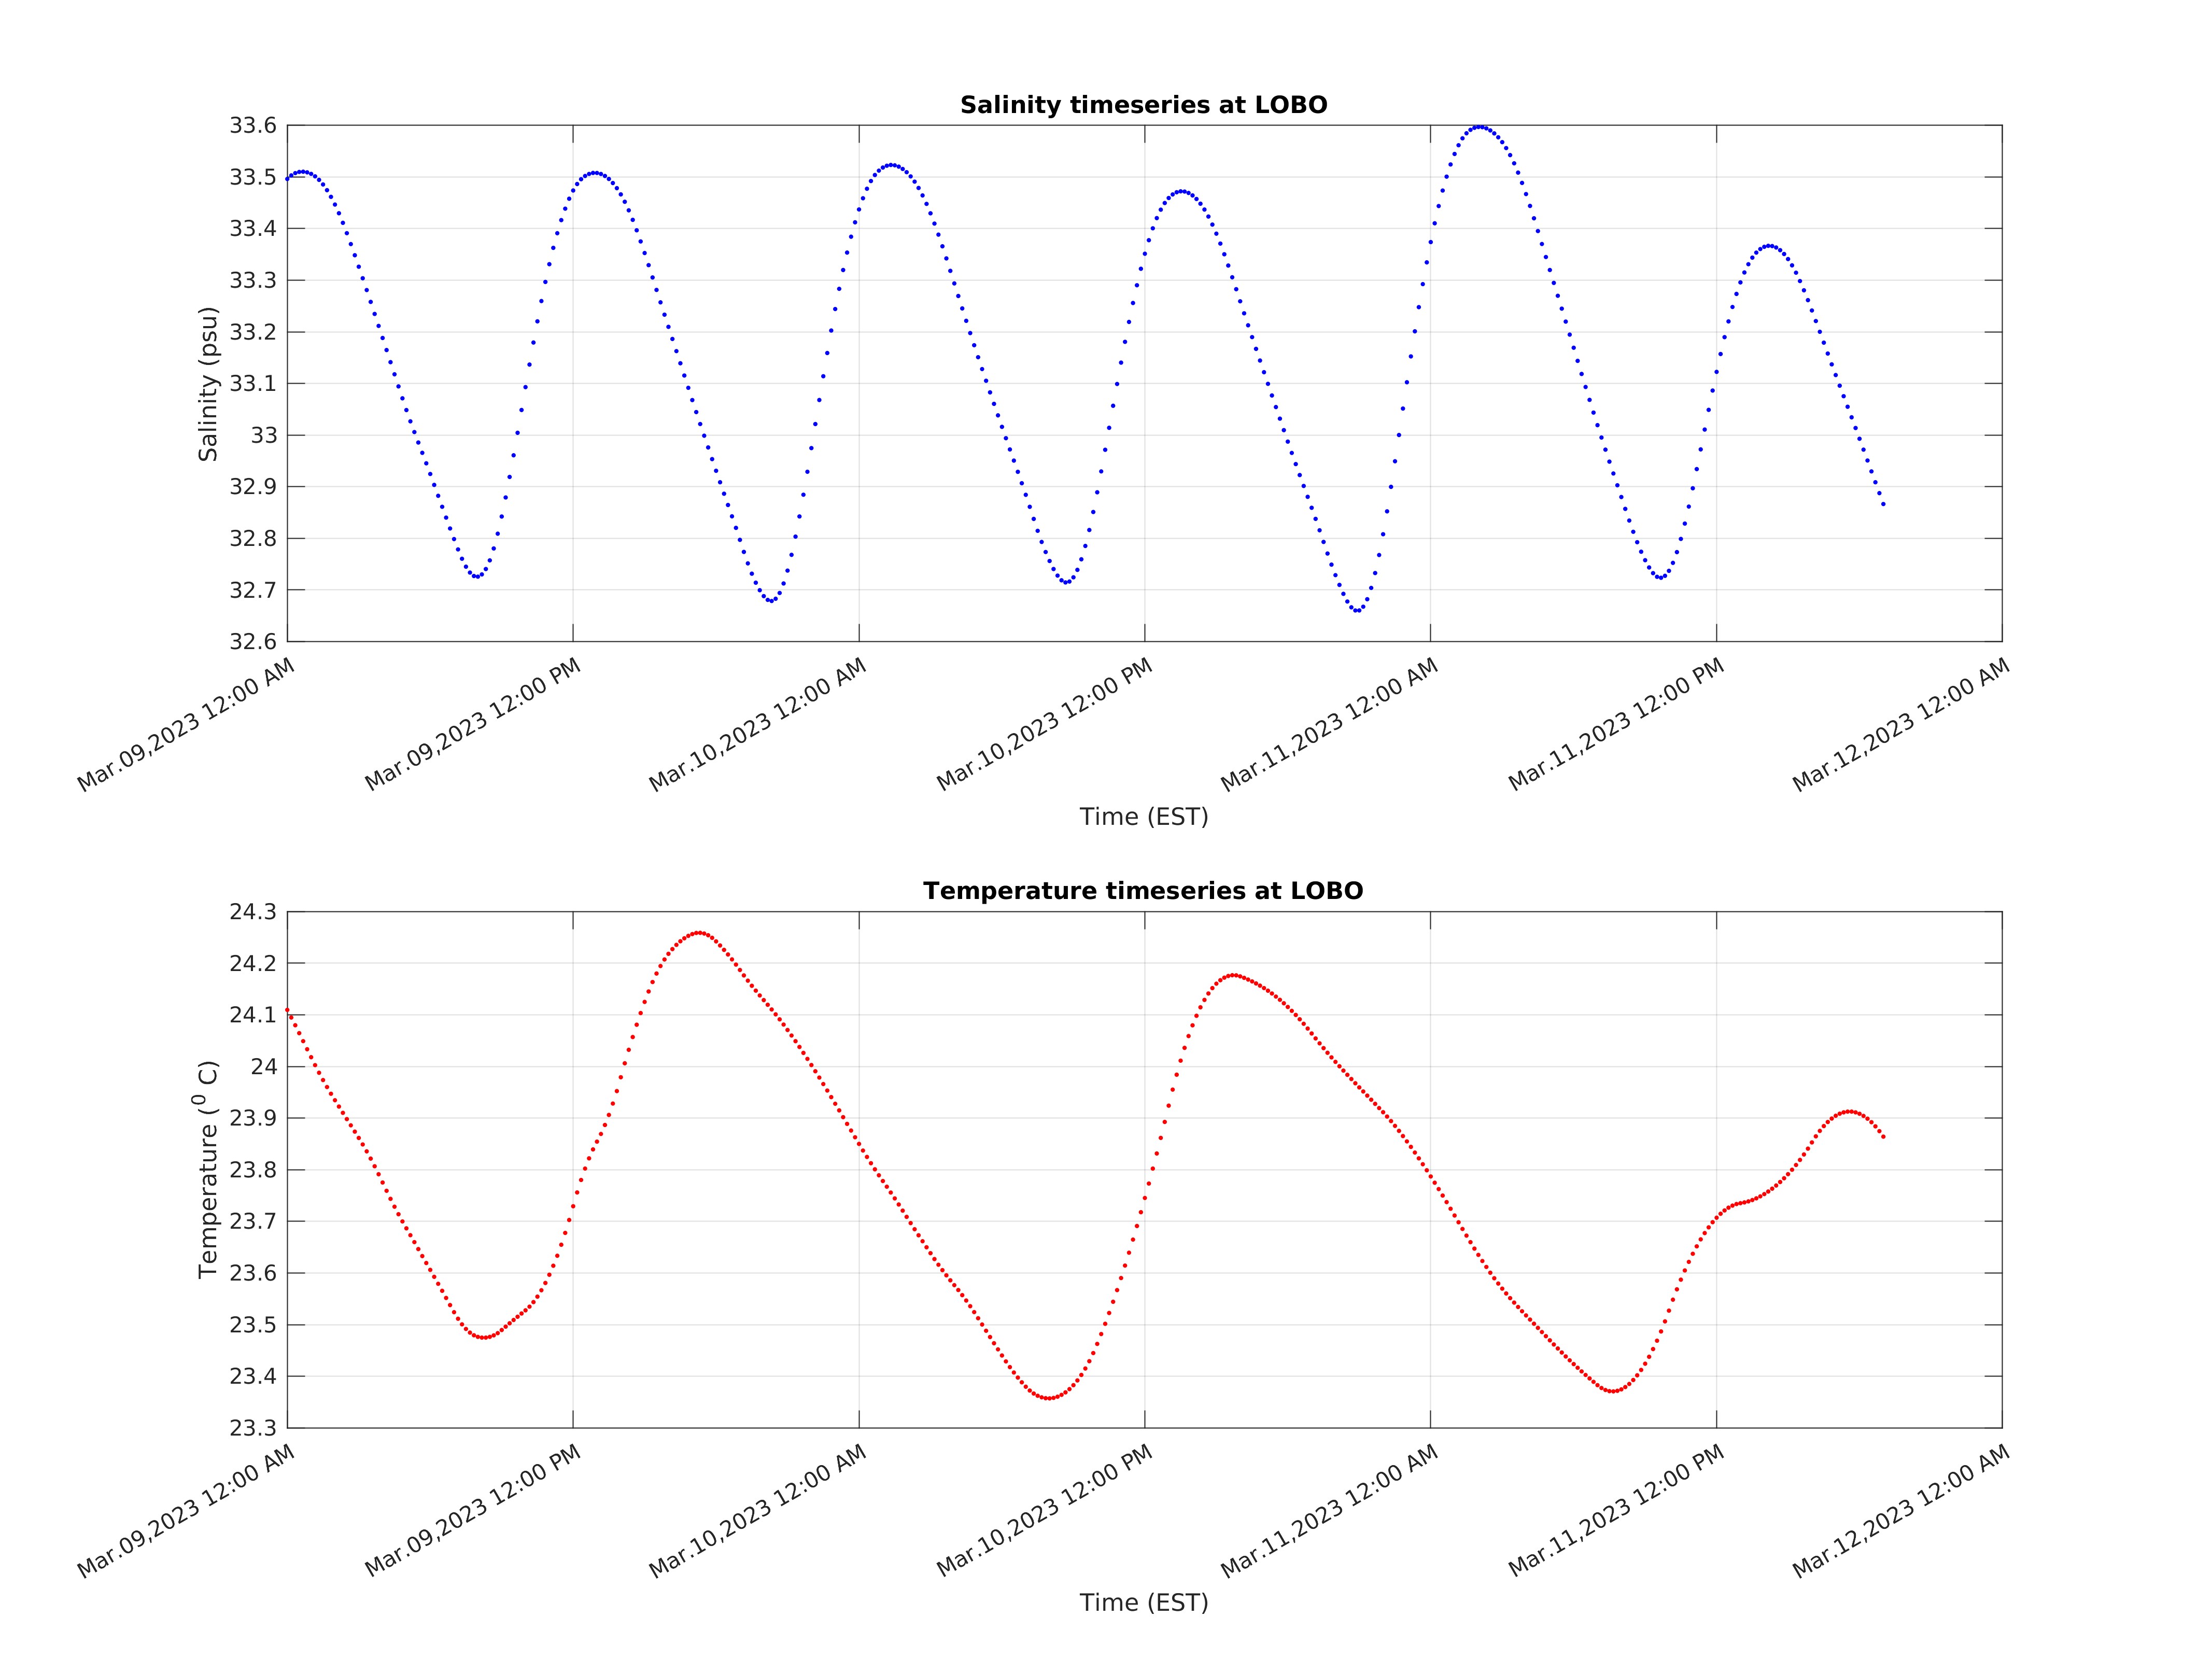 Salinity timeseries at LOBO
Salinity (psu)
33.6
33.5
33.4
33.3
33.2
33.1
33
32.9
32.8
32.7
32.6
Mar.09,2023 12:00 AM
Mar.09,2023 12:00 PM
Mar.10,2023 12:00 AM
Mar.10,2023 12:00 PM
Mar.11,2023 12:00 AM
Mar.11,2023 12:00 PM
Mar.12,2023 12:00 AM
Time (EST)
Temperature timeseries at LOBO
Temperature (⁰ C)
24.3
24.2
24.1
24
23.9
23.8
23.7
23.6
23.5
23.4
23.3
Mar.09,2023 12:00 AM
Mar.09,2023 12:00 PM
Mar.10,2023 12:00 AM
Mar.10,2023 12:00 PM
Mar.11,2023 12:00 AM
Mar.11,2023 12:00 PM
Mar.12,2023 12:00 AM
Time (EST)